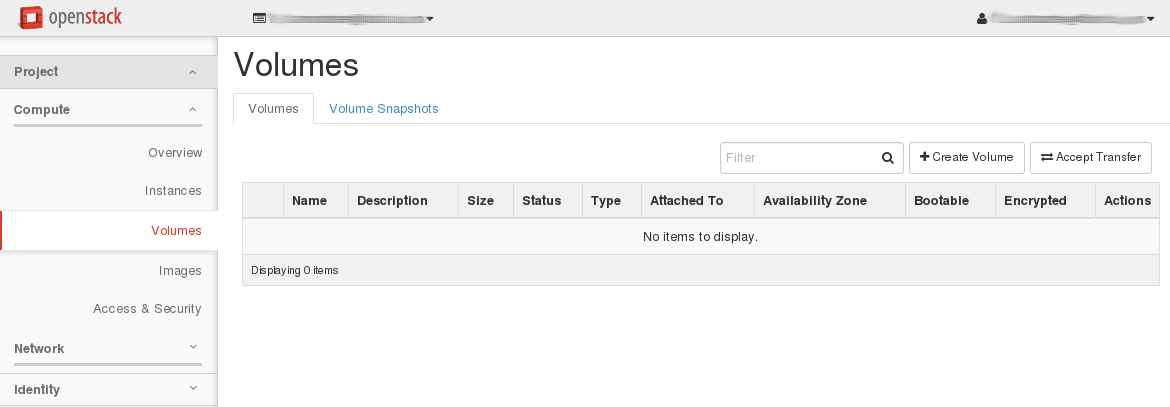 openstack
Project
Compute
Overview
Instances
Volumes
Images
Access & Security
Network
Identity
Volumes
Volumes Volume Snapshots
Filter Create Volume Accept Transfer
Name Description Size Status Type Attached To Availability Zone Bootable Encrypted Actions
No items to display.
Displaying 0 items